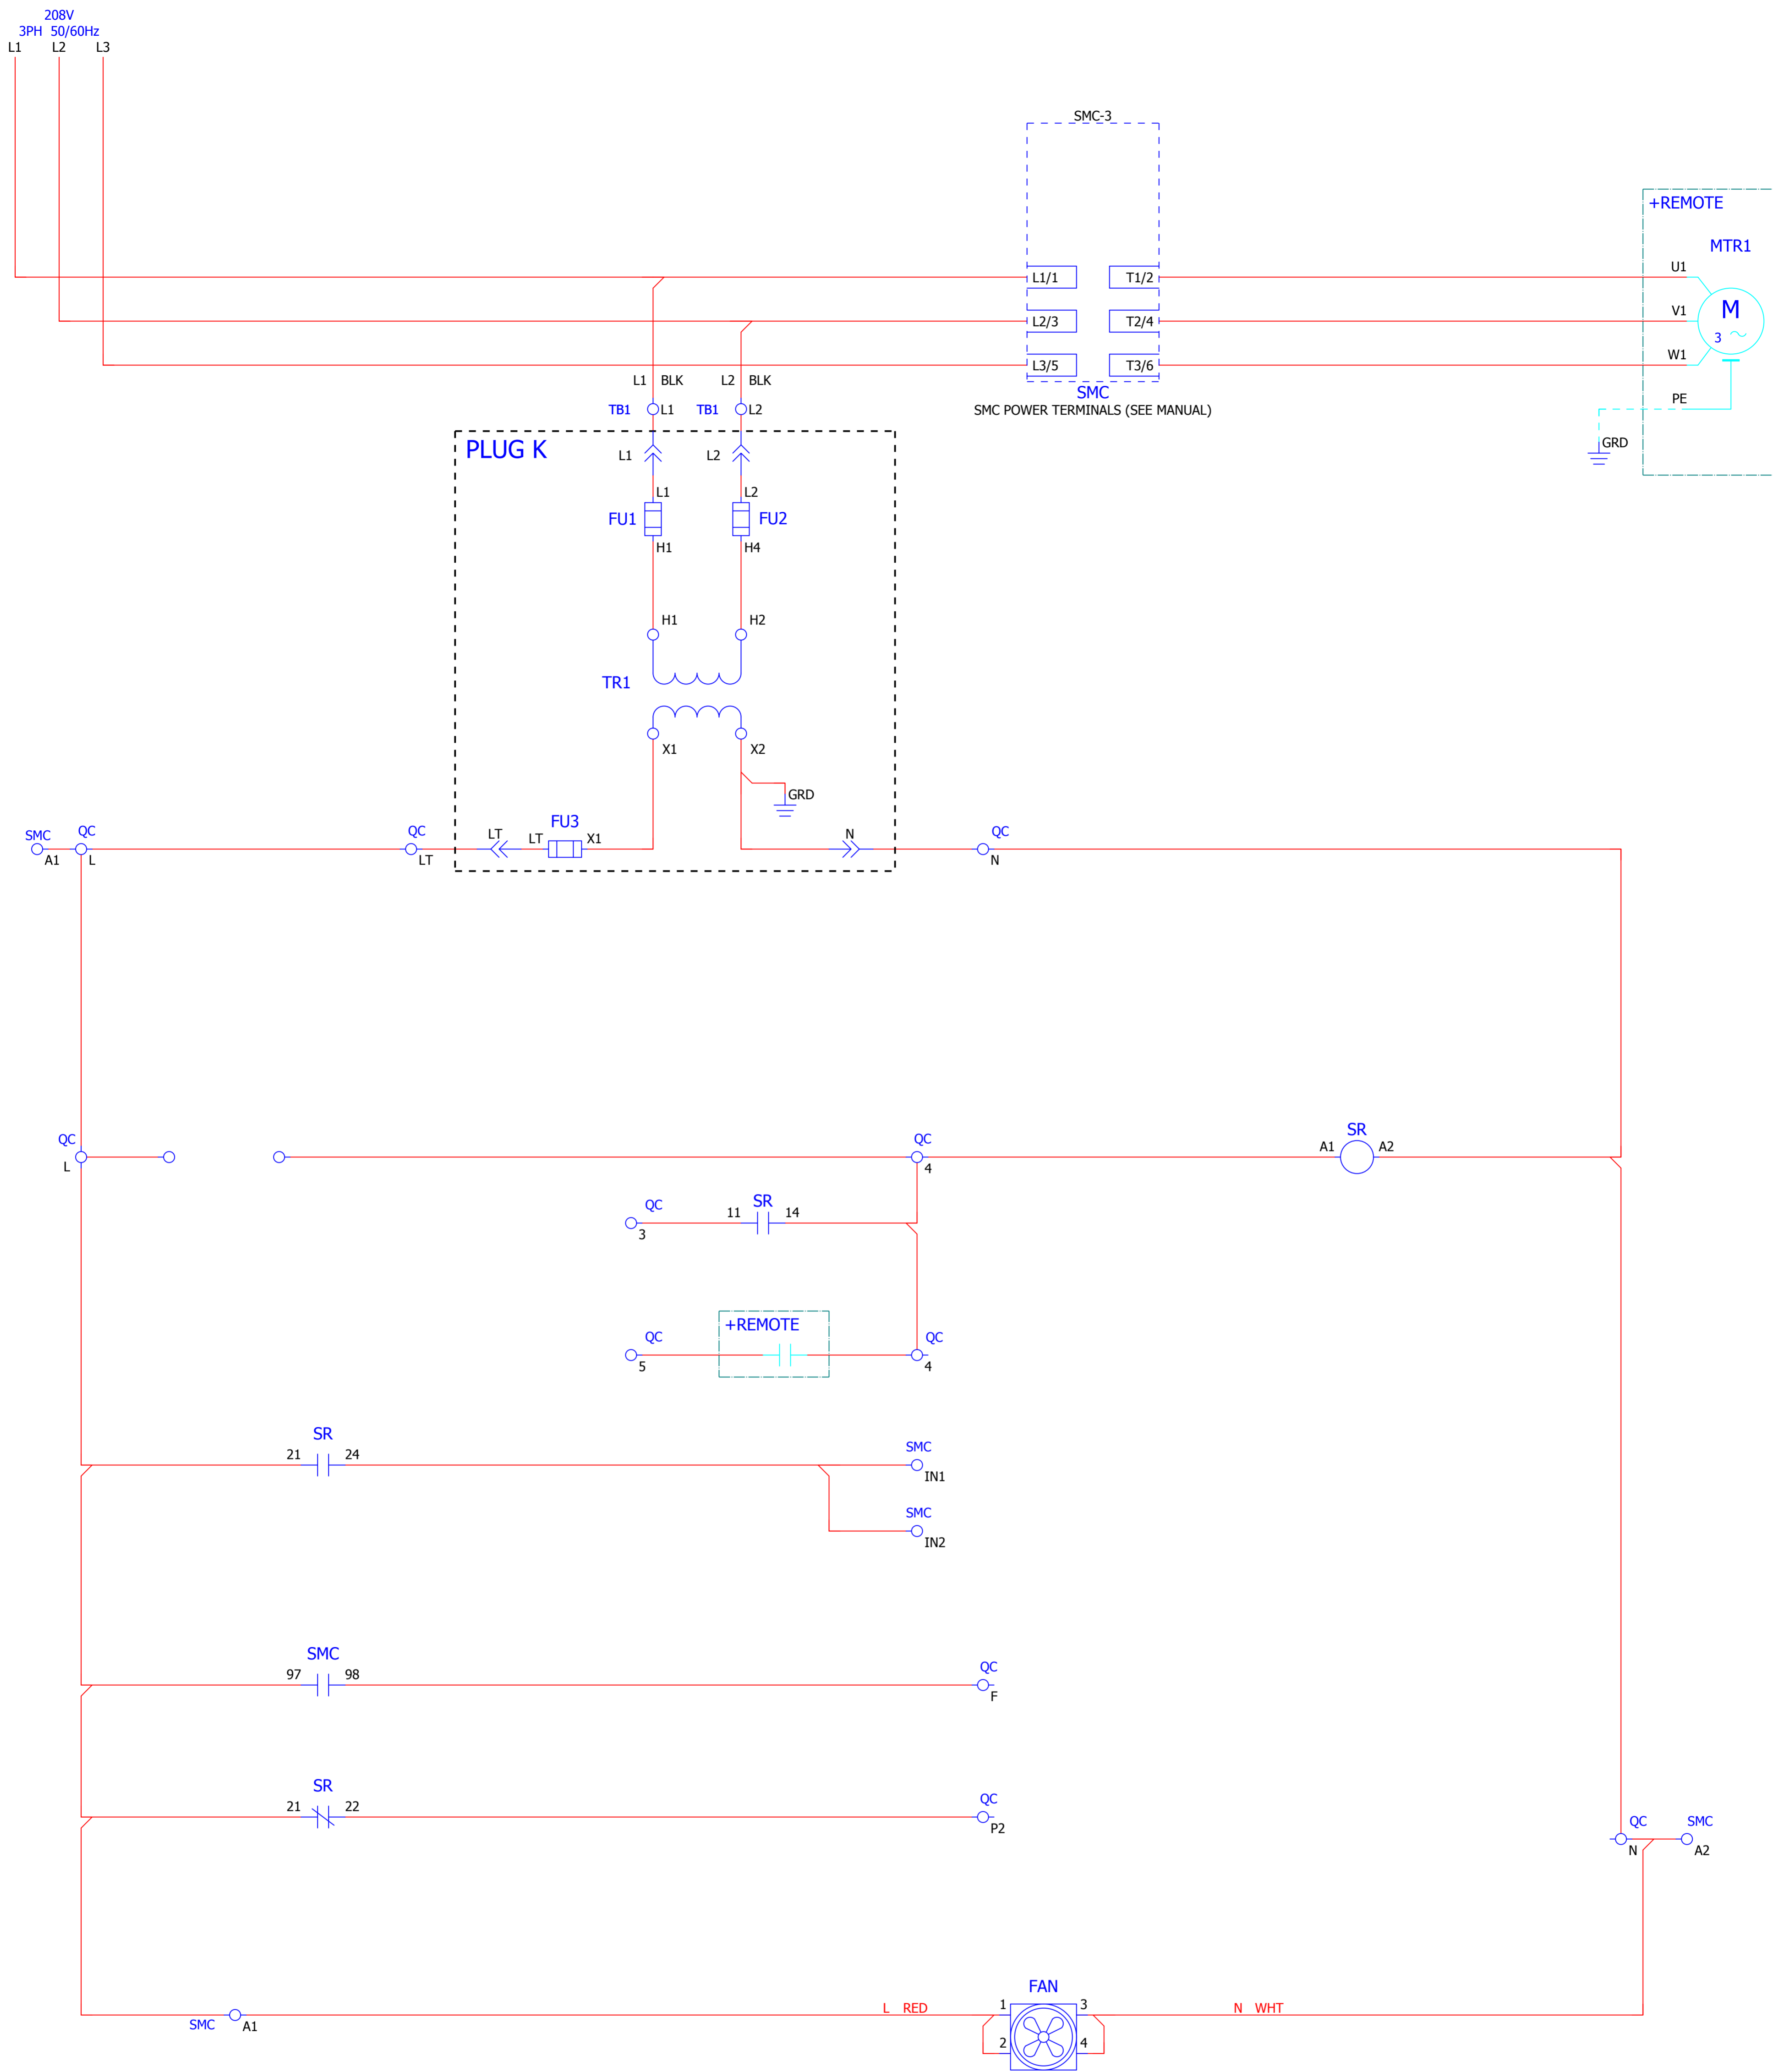 208V
3PH 50/60Hz
L1 L2 L3
SMC-3
+REMOTE
MTR1
U1
L1/1 T1/2
M
3
V1
L2/3 T2/4
W1
L3/5 T3/6
L1 BLK L2 BLK
SMC
PE
TB1 L1 TB1 L2
SMC POWER TERMINALS (SEE MANUAL)
GRD
PLUG K
L1 L2
L1 L2
FU1 FU2
H1 H4
H1 H2
TR1
X1 X2
GRD
FU3
SMC QC QC LT LT X1 N QC
A1 L LT N
QC QC SR
A1 A2
L 4
QC SR
11 14
3
+REMOTE
QC QC
5 4
SR
21 24 SMC
IN1
SMC
IN2
SMC
97 98 QC
F
SR
21 22 QC
P2
QC SMC
N A2
FAN
L RED 1 3 N WHT
SMC A1
2 4